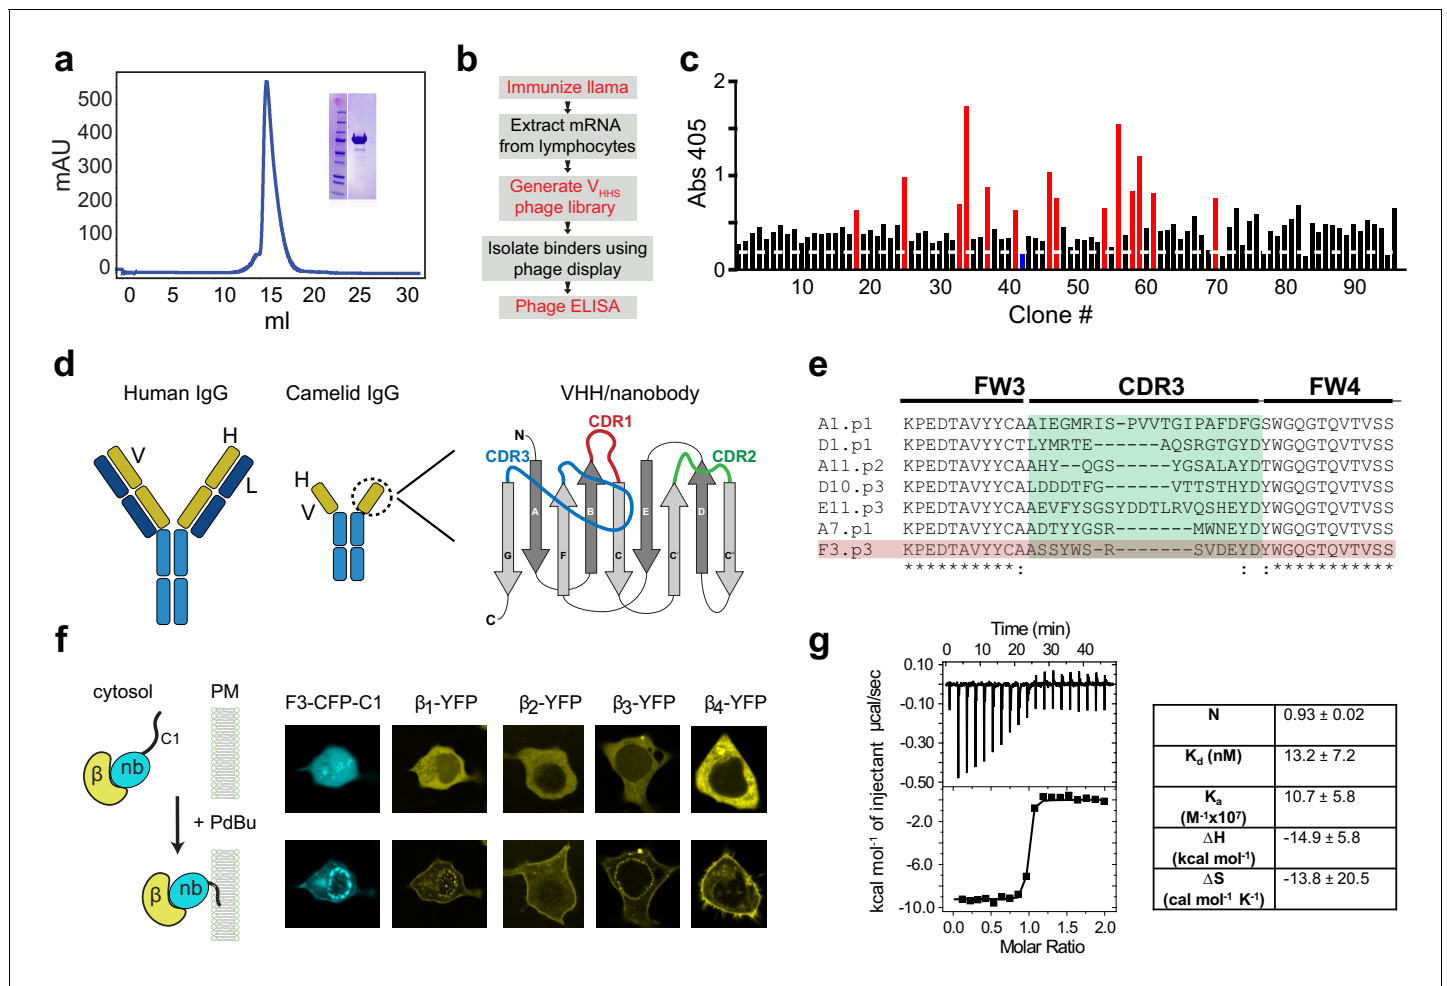 a
500
400
300
200
100
0
mAU
0 5 10 15 20 25 30
ml
b
Immunize llama
Extract mRNA
from lymphocytes
Generate VHHS
phage library
Isolate binders using
phage display
Phage ELISA
c
2
1
0
Abs 405
10 20 30 40 50 60 70 80 90
Clone #
d
Human IgG
Camelid IgG
VHH/nanobody
V H L
H V
N
CDR1
CDR3
CDR2
A B E D
G F C C' C"
C
e
FW3 CDR3 FW4
A1.p1 KPEDTAVYYCAAIEGMRIS-PVVTGIPAFDFGSWGQGTQVTVSS
D1.p1 KPEDTAVYYCTLYMRTE------AQSRGTGYDYWGQGTQVTVSS
A11.p2 KPEDTAVYYCAAHY--QGS------YGSALAYDTWGQGTQVTVSS
D10.p3 KPEDTAVYYCALDDDTFG------VTTSTHYDYWGQGTQVTVSS
E11.p3 KPEDTAVYYCAAEVFYSGSYDDTLRVQSHEYDYWGQGTQVTVSS
A7.p1 KPEDTAVYYCAADTYYGSR--------MWNEYDYWGQGTQVTVSS
F3.p3 KPEDTAVYYCAASSYWS-R--------SVDEYDYWGQGTQVTVSS
**********: : :***********
f
cytosol PM
C1
β nb
+ PdBu
β nb
F3-CFP-C1 β1-YFP β2-YFP β3-YFP β4-YFP
g
Time (min)
0 10 20 30 40
0.10
-0.10
-0.30
-0.50
-2.0
-6.0
-10.0
kcal mol-1 of injectant µcal/sec
0.0 0.5 1.0 1.5 2.0
Molar Ratio
N 0.93 ± 0.02
Kd (nM) 13.2 ± 7.2
Ka 10.7 ± 5.8
(M-1x107)
ΔH -14.9 ± 5.8
(kcal mol-1)
ΔS -13.8 ± 20.5
(cal mol-1 K-1)